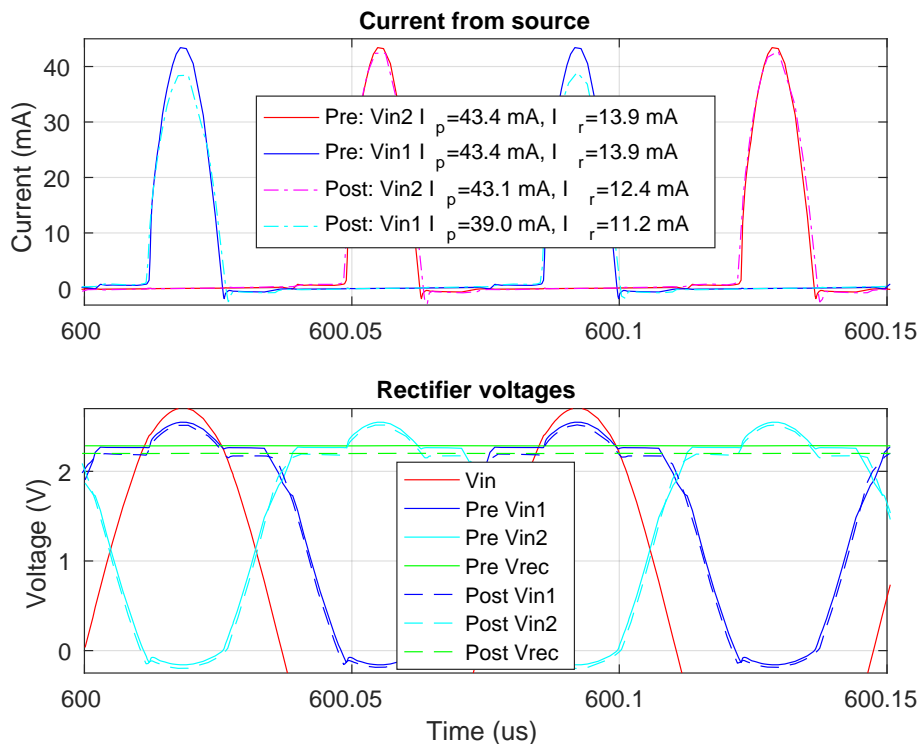 Current from source
Current (mA)
40
30
20
10
0
Pre: Vin2 I p=43.4 mA, I r=13.9 mA
Pre: Vin1 I p=43.4 mA, I r=13.9 mA
Post: Vin2 I p=43.1 mA, I r=12.4 mA
Post: Vin1 I p=39.0 mA, I r=11.2 mA
600 600.05 600.1 600.15
Rectifier voltages
Voltage (V)
2
1
0
Vin
Pre Vin1
Pre Vin2
Pre Vrec
Post Vin1
Post Vin2
Post Vrec
600 600.05 600.1 600.15
Time (us)